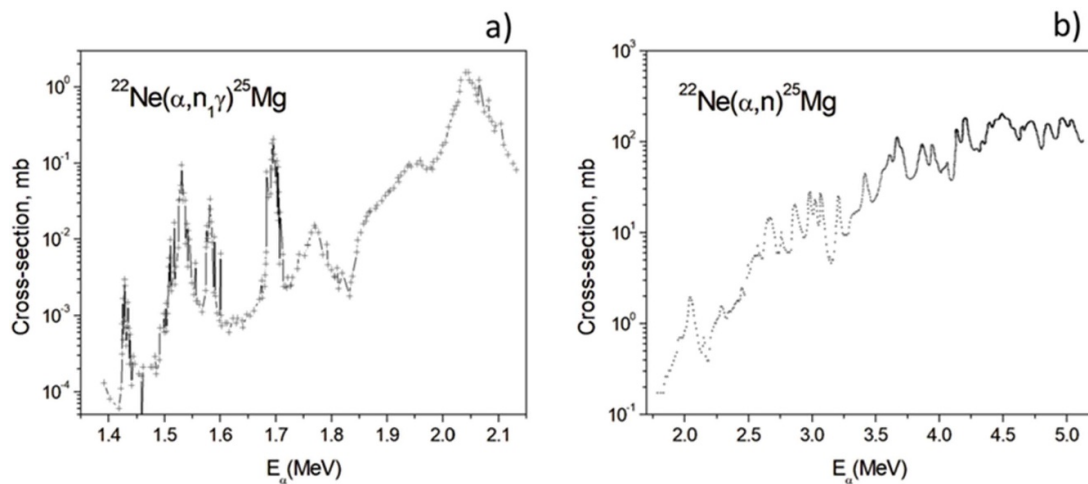 a)
²²Ne(α,n₁γ)²⁵Mg
Cross-section, mb
10⁰
10⁻¹
10⁻²
10⁻³
10⁻⁴
1.4 1.5 1.6 1.7 1.8 1.9 2.0 2.1
E_α(MeV)
b)
²²Ne(α,n)²⁵Mg
Cross-section, mb
10³
10²
10¹
10⁰
10⁻¹
2.0 2.5 3.0 3.5 4.0 4.5 5.0
E_α(MeV)